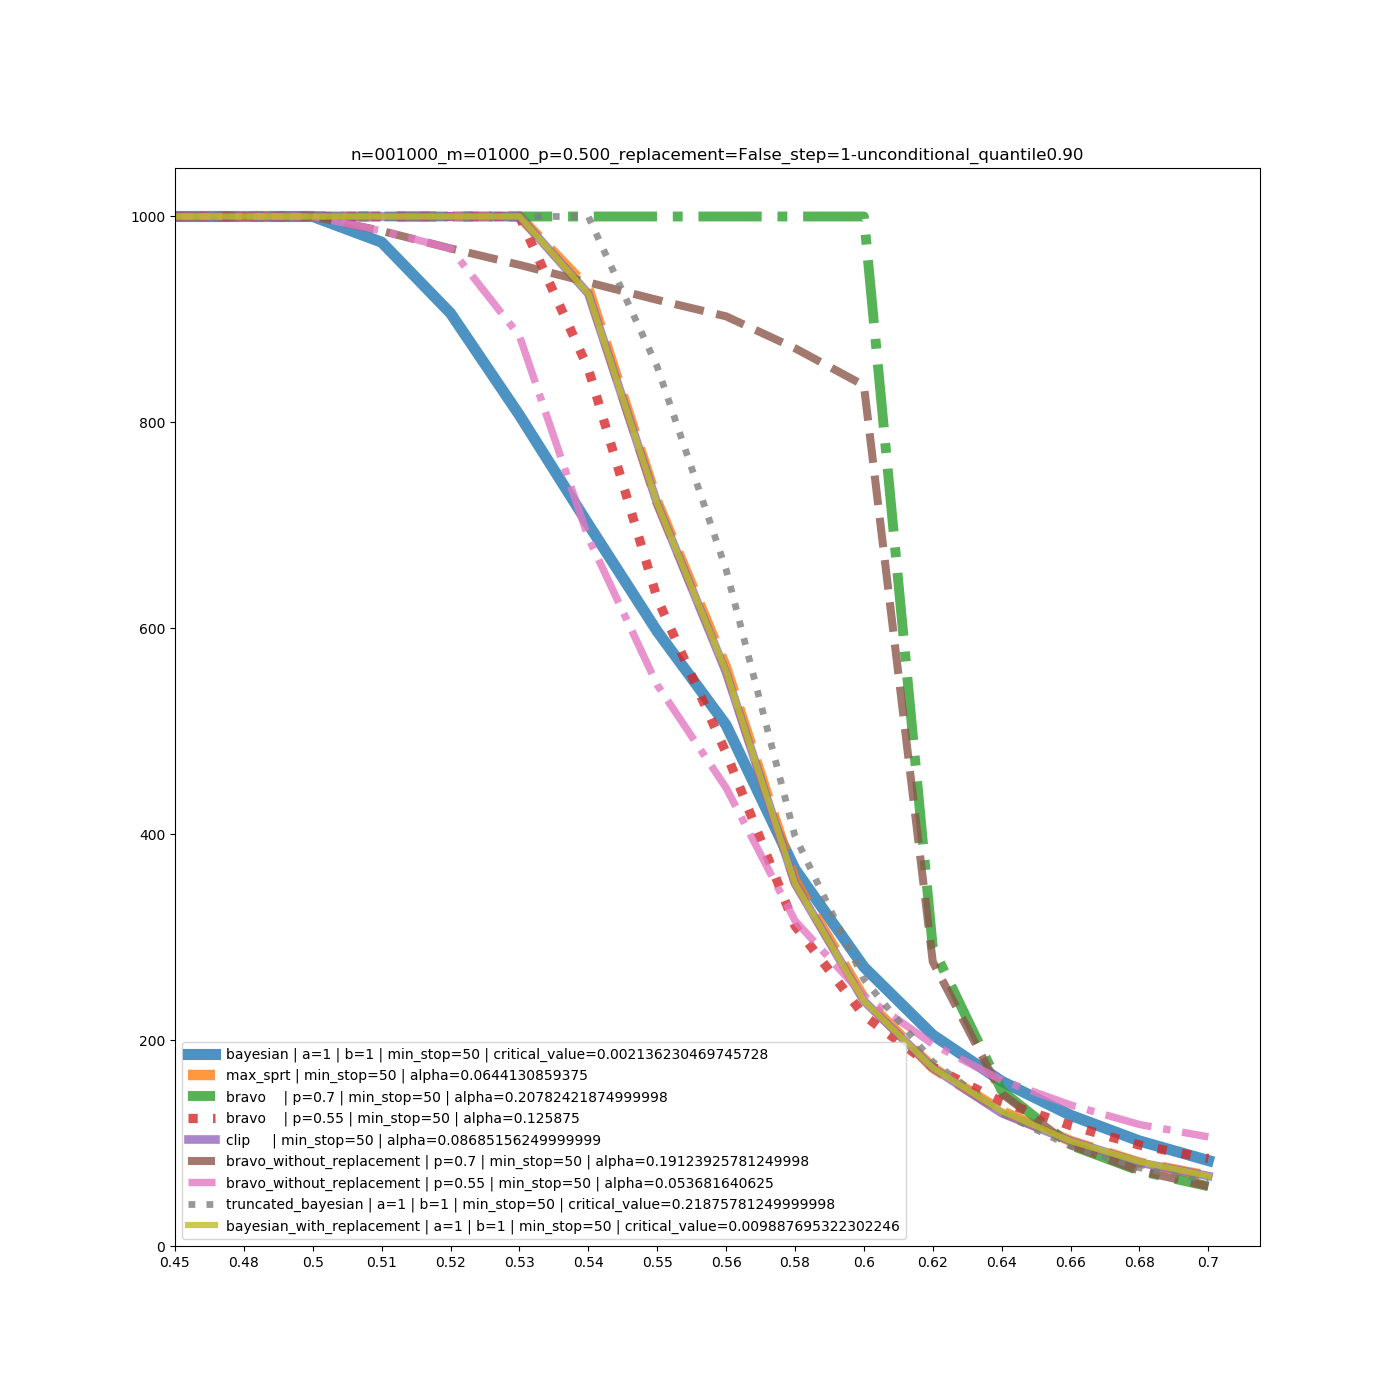 n=001000_m=01000_p=0.500_replacement=False_step=1-unconditional_quantile0.90
1000
800
600
400
200
0
bayesian | a=1 | b=1 | min_stop=50 | critical_value=0.002136230469745728
max_sprt | min_stop=50 | alpha=0.0644130859375
bravo    | p=0.7 | min_stop=50 | alpha=0.20782421874999998
bravo    | p=0.55 | min_stop=50 | alpha=0.125875
clip     | min_stop=50 | alpha=0.08685156249999999
bravo_without_replacement | p=0.7 | min_stop=50 | alpha=0.19123925781249998
bravo_without_replacement | p=0.55 | min_stop=50 | alpha=0.053681640625
truncated_bayesian | a=1 | b=1 | min_stop=50 | critical_value=0.21875781249999998
bayesian_with_replacement | a=1 | b=1 | min_stop=50 | critical_value=0.009887695322302246
0.45 0.48 0.5 0.51 0.52 0.53 0.54 0.55 0.56 0.58 0.6 0.62 0.64 0.66 0.68 0.7